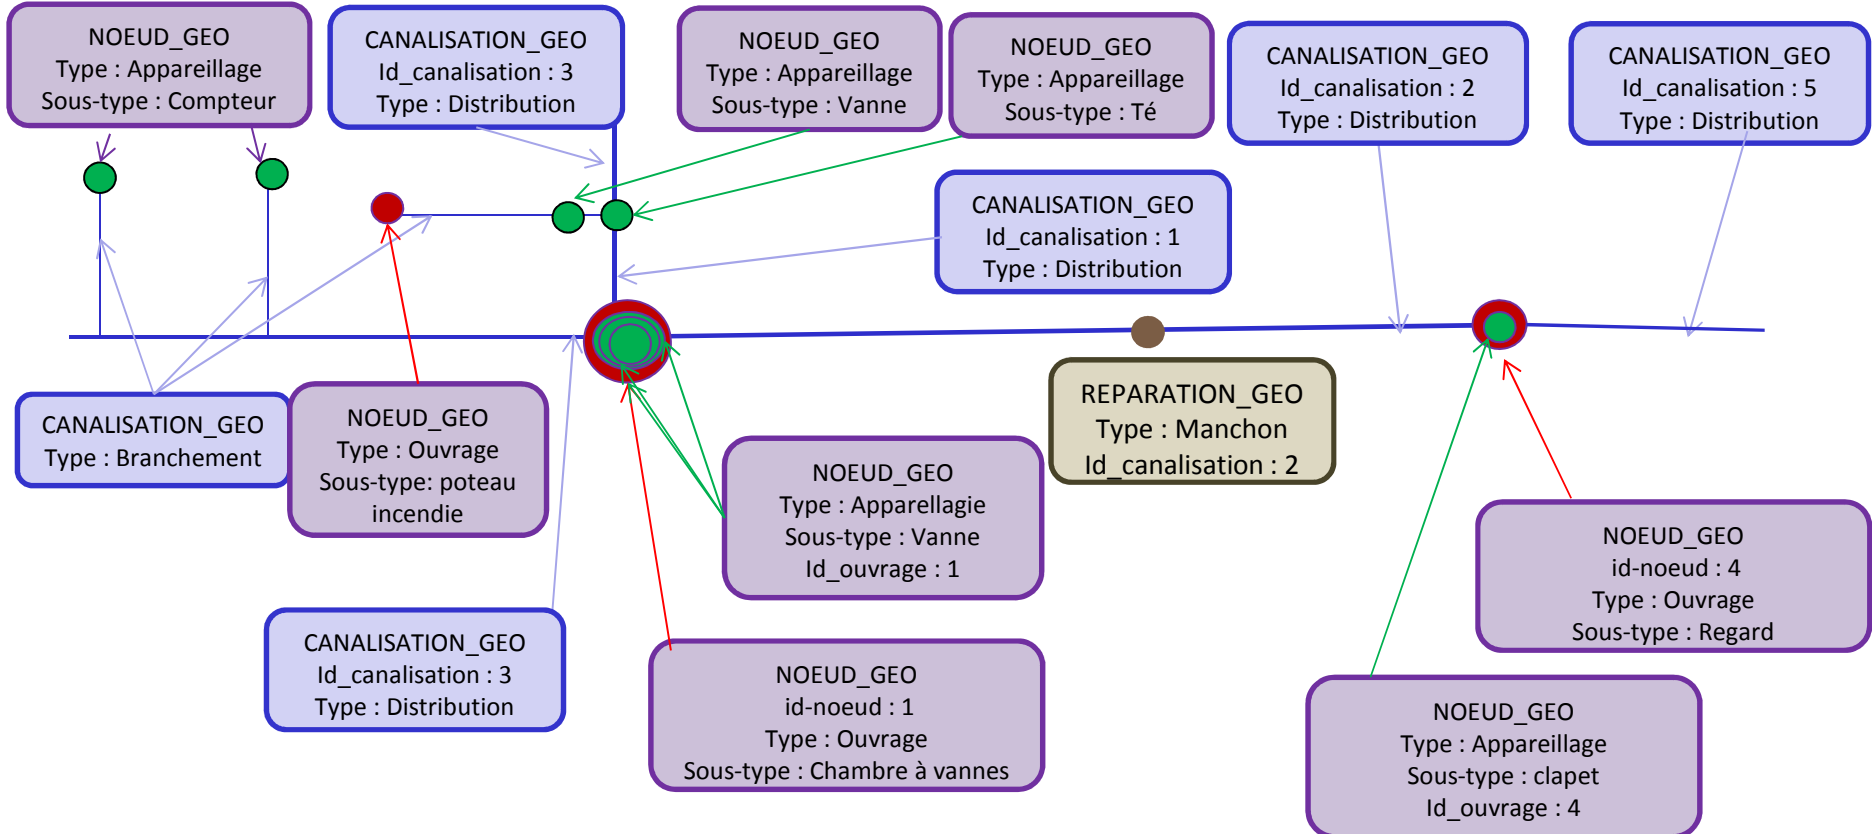 NOEUD_GEO
Type : Appareillage
Sous-type : Compteur
CANALISATION_GEO
Id_canalisation : 3
Type : Distribution
NOEUD_GEO
Type : Appareillage
Sous-type : Vanne
NOEUD_GEO
Type : Appareillage
Sous-type : Té
CANALISATION_GEO
Id_canalisation : 2
Type : Distribution
CANALISATION_GEO
Id_canalisation : 5
Type : Distribution
CANALISATION_GEO
Id_canalisation : 1
Type : Distribution
CANALISATION_GEO
Type : Branchement
NOEUD_GEO
Type : Ouvrage
Sous-type: poteau
incendie
REPARATION_GEO
Type : Manchon
Id_canalisation : 2
NOEUD_GEO
Type : Apparellagie
Sous-type : Vanne
Id_ouvrage : 1
NOEUD_GEO
id-noeud : 4
Type : Ouvrage
Sous-type : Regard
CANALISATION_GEO
Id_canalisation : 3
Type : Distribution
NOEUD_GEO
id-noeud : 1
Type : Ouvrage
Sous-type : Chambre à vannes
NOEUD_GEO
Type : Appareillage
Sous-type : clapet
Id_ouvrage : 4